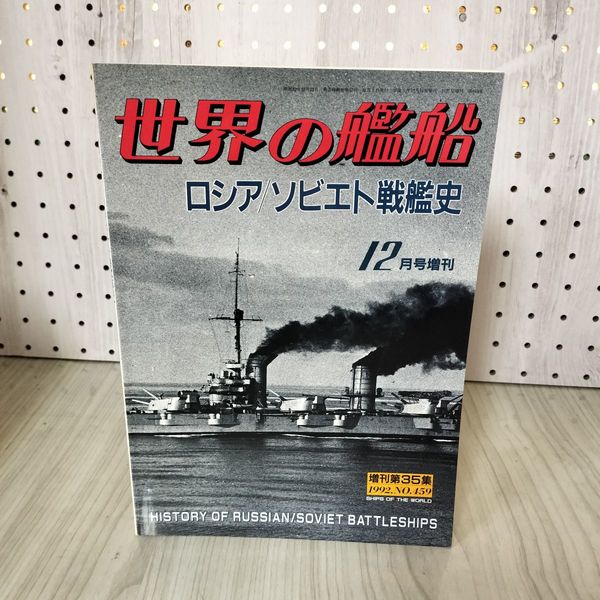 世界の艦船
ロシア/ソビエト戦艦史
12月号増刊
増刊第35集
1992.NO.459
SHIPS OF THE WORLD
HISTORY OF RUSSIAN/SOVIET BATTLESHIPS